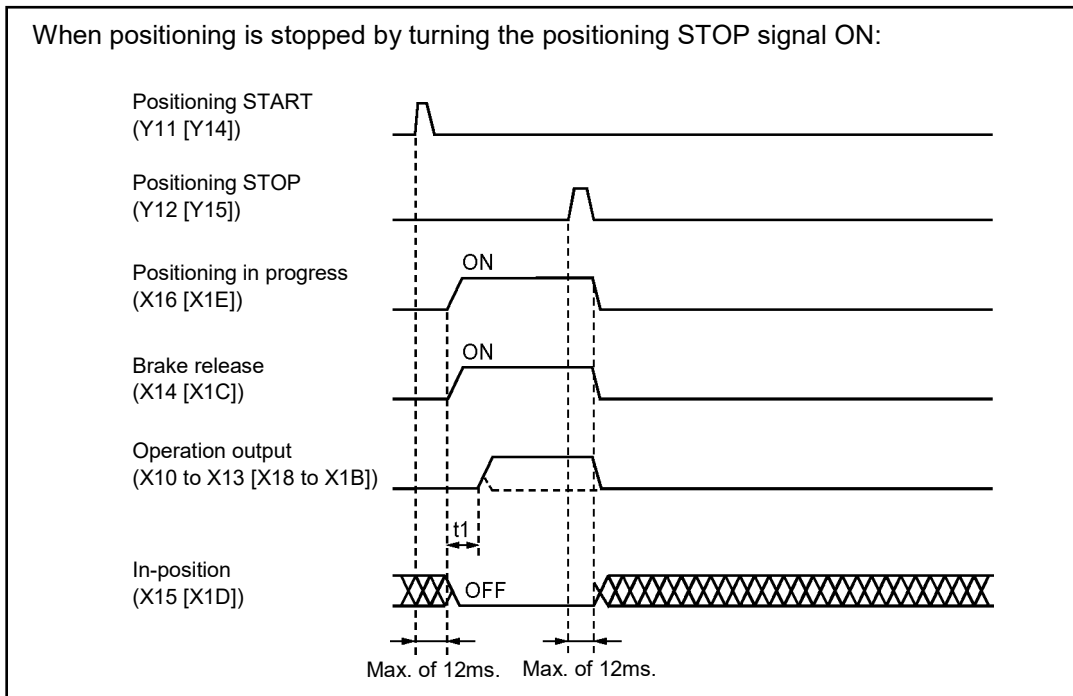 When positioning is stopped by turning the positioning STOP signal ON:
Positioning START
(Y11 [Y14])
Positioning STOP
(Y12 [Y15])
Positioning in progress
(X16 [X1E])
ON
Brake release
(X14 [X1C])
ON
Operation output
(X10 to X13 [X18 to X1B])
t1
In-position
(X15 [X1D])
OFF
Max. of 12ms. Max. of 12ms.